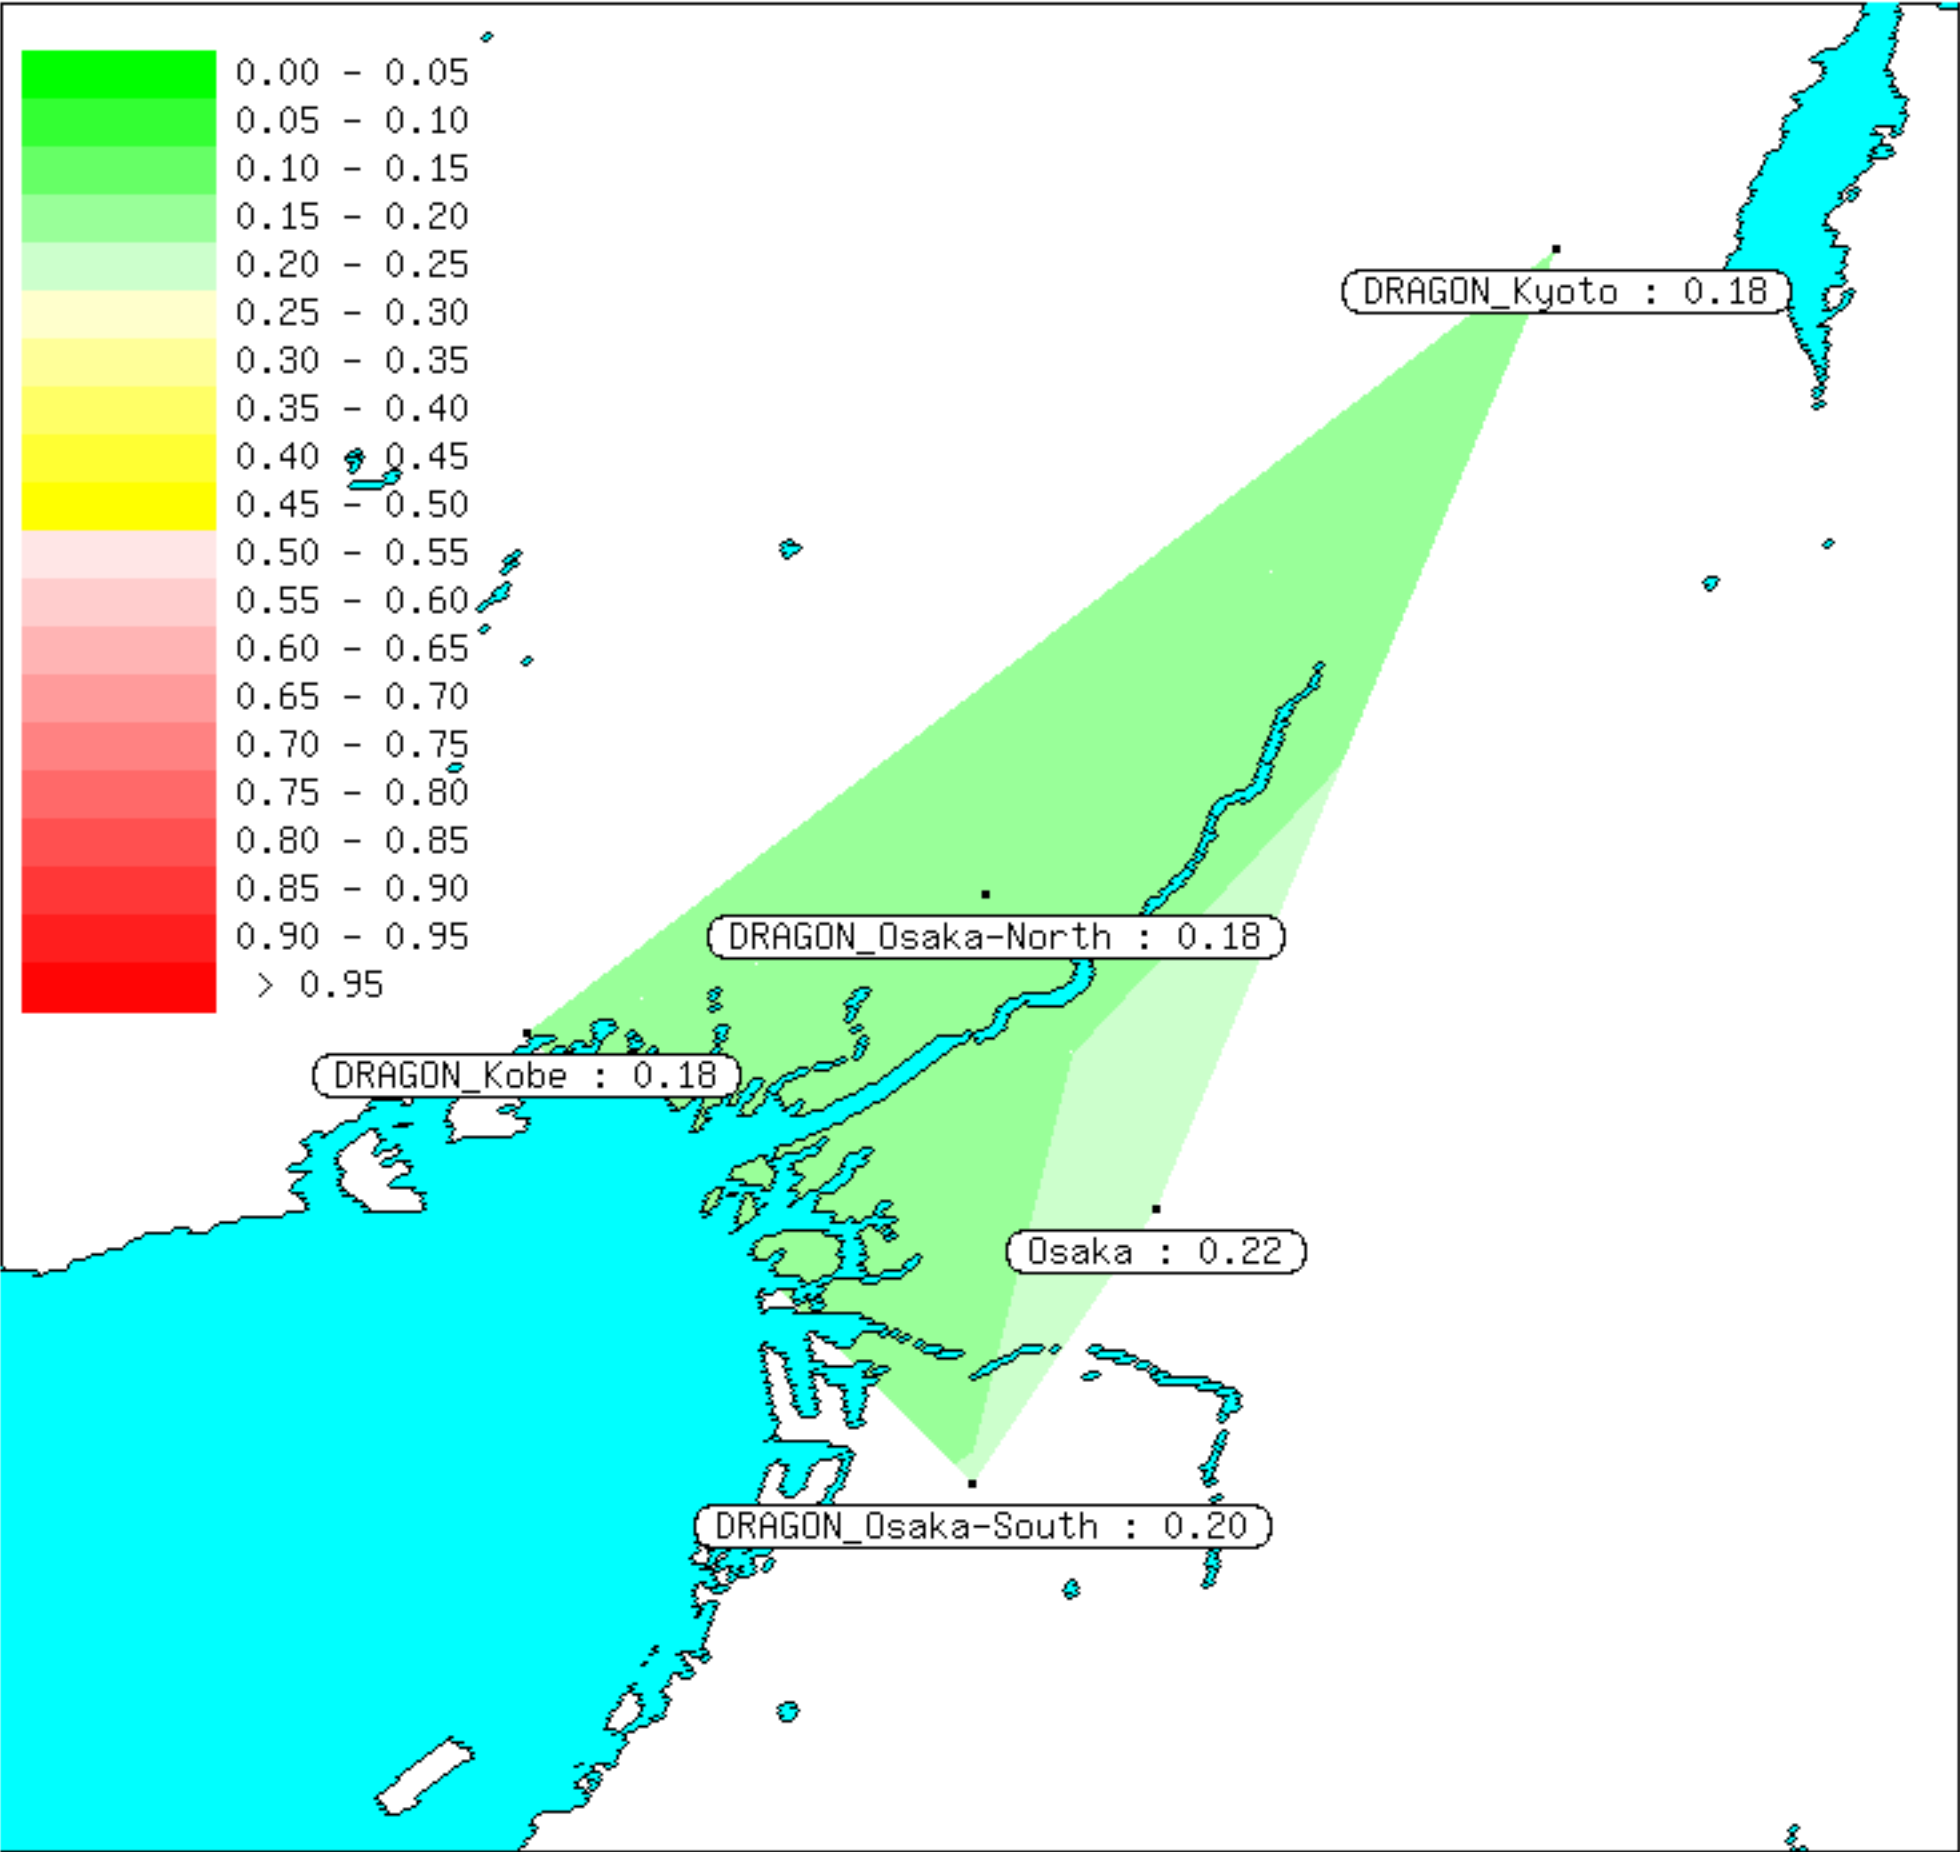 0.00 - 0.05
0.05 - 0.10
0.10 - 0.15
0.15 - 0.20
0.20 - 0.25
0.25 - 0.30
0.30 - 0.35
0.35 - 0.40
0.40 - 0.45
0.45 - 0.50
0.50 - 0.55
0.55 - 0.60
0.60 - 0.65
0.65 - 0.70
0.70 - 0.75
0.75 - 0.80
0.80 - 0.85
0.85 - 0.90
0.90 - 0.95
> 0.95
DRAGON_Kyoto : 0.18
DRAGON_Osaka-North : 0.18
DRAGON_Kobe : 0.18
Osaka : 0.22
DRAGON_Osaka-South : 0.20